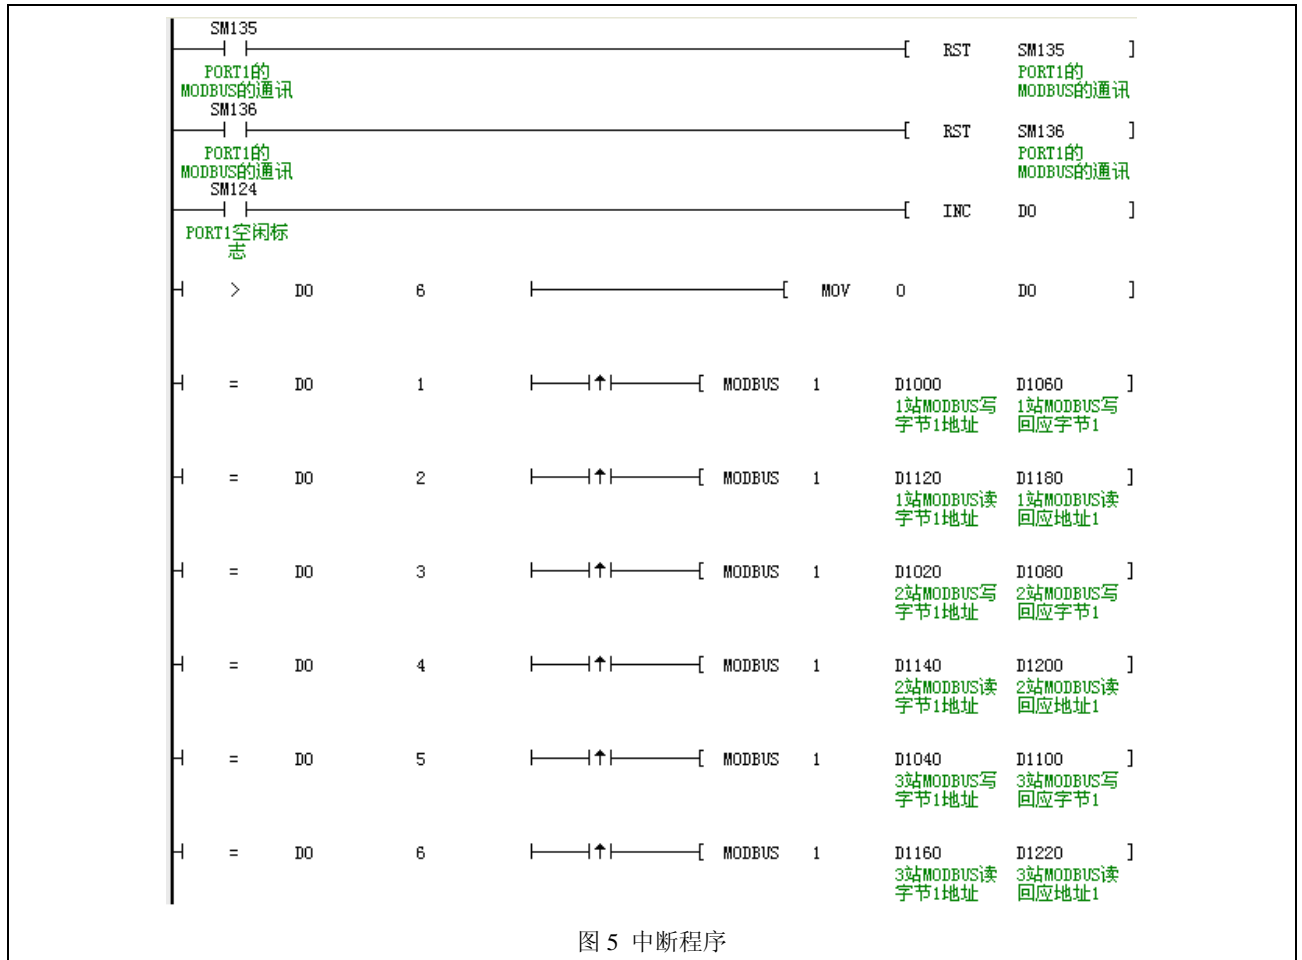 SM135
[ RST SM135 ]
PORT1的 PORT1的
MODBUS的通讯 MODBUS的通讯
SM136
[ RST SM136 ]
PORT1的 PORT1的
MODBUS的通讯 MODBUS的通讯
SM124
[ INC D0 ]
PORT1空闲标
志
> D0 6 [ MOV 0 D0 ]
= D0 1 [ MODBUS 1 D1000 D1060 ]
1站MODBUS写 1站MODBUS写
字节1地址 回应字节1
= D0 2 [ MODBUS 1 D1120 D1180 ]
1站MODBUS读 1站MODBUS读
字节1地址 回应地址1
= D0 3 [ MODBUS 1 D1020 D1080 ]
2站MODBUS写 2站MODBUS写
字节1地址 回应字节1
= D0 4 [ MODBUS 1 D1140 D1200 ]
2站MODBUS读 2站MODBUS读
字节1地址 回应地址1
= D0 5 [ MODBUS 1 D1040 D1100 ]
3站MODBUS写 3站MODBUS写
字节1地址 回应字节1
= D0 6 [ MODBUS 1 D1160 D1220 ]
3站MODBUS读 3站MODBUS读
字节1地址 回应地址1
图 5 中断程序